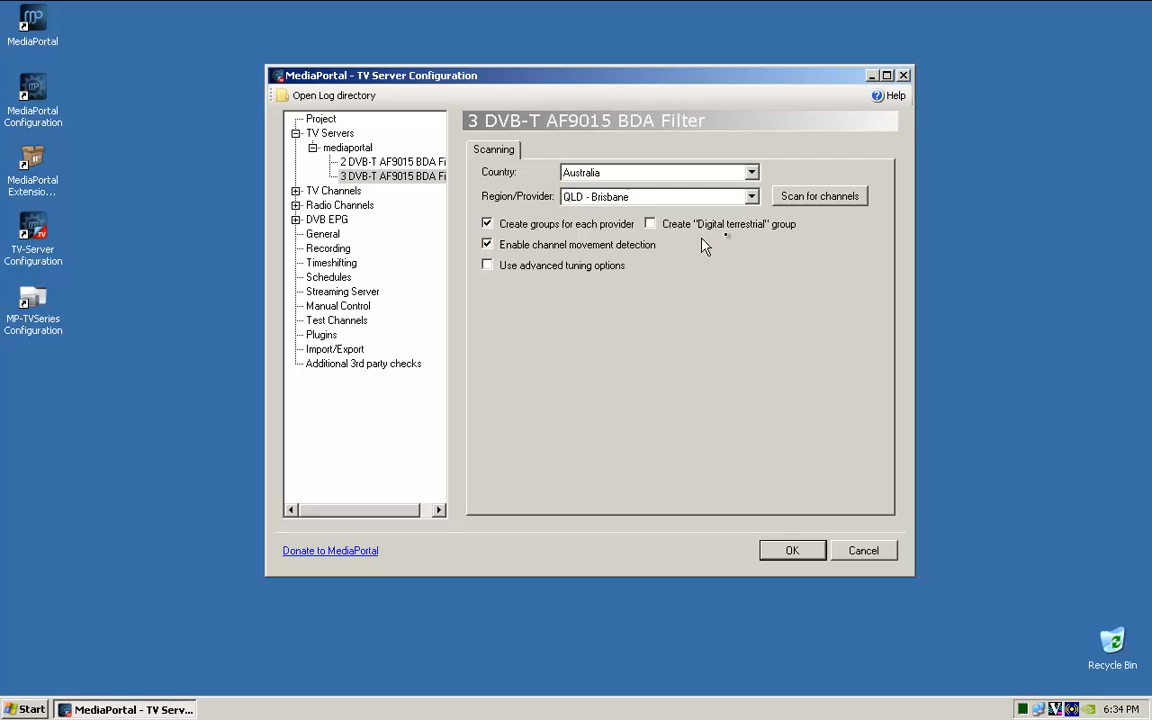 MediaPortal
MediaPortal
Configuration
MediaPortal
Extensio...
TV-Server
Configuration
MP-TVSeries
Configuration
MediaPortal - TV Server Configuration
Open Log directory
Help
Project
TV Servers
mediaportal
2 DVB-T AF9015 BDA Fi
3 DVB-T AF9015 BDA Fi
TV Channels
Radio Channels
DVB EPG
General
Recording
Timeshifting
Schedules
Streaming Server
Manual Control
Test Channels
Plugins
Import/Export
Additional 3rd party checks
3 DVB-T AF9015 BDA Filter
Scanning
Country: Australia
Region/Provider: QLD - Brisbane Scan for channels
Create groups for each provider Create "Digital terrestrial" group
Enable channel movement detection
Use advanced tuning options
Donate to MediaPortal
OK Cancel
Recycle Bin
Start MediaPortal - TV Serv... 6:34 PM